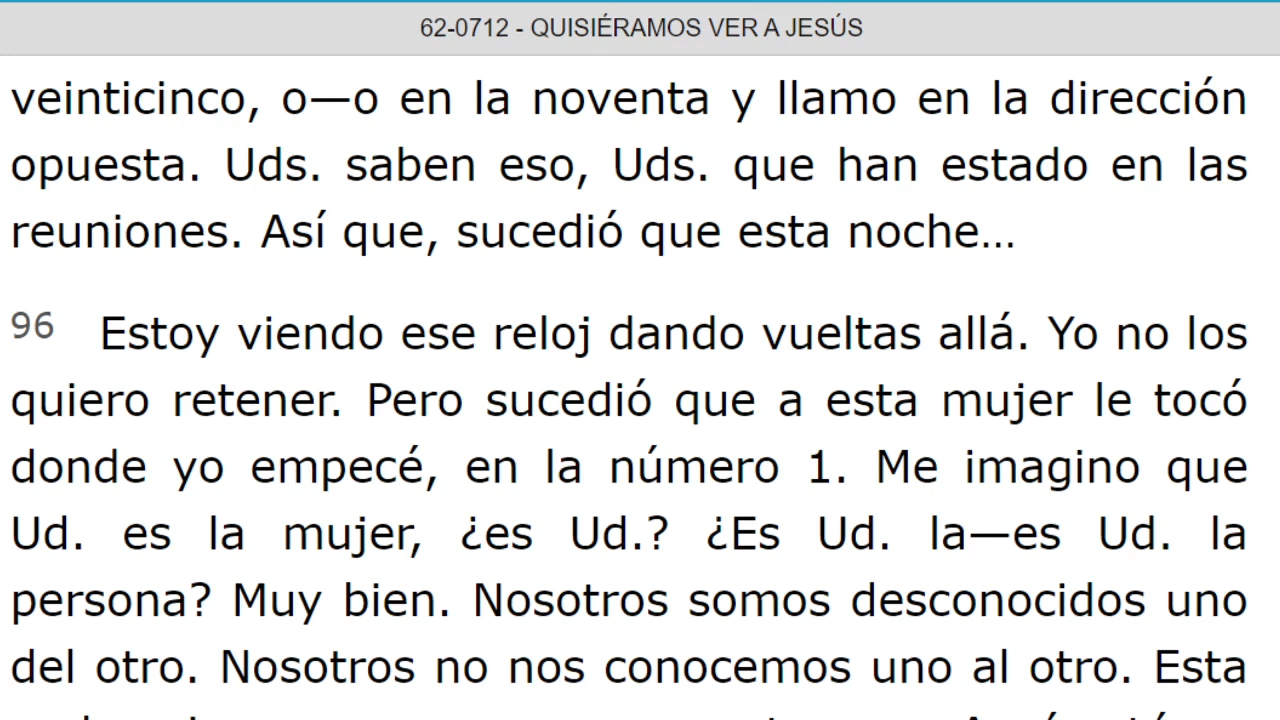 62-0712 - QUISIÉRAMOS VER A JESÚS
veinticinco, o—o en la noventa y llamo en la dirección
opuesta. Uds. saben eso, Uds. que han estado en las
reuniones. Así que, sucedió que esta noche…
96 Estoy viendo ese reloj dando vueltas allá. Yo no los
quiero retener. Pero sucedió que a esta mujer le tocó
donde yo empecé, en la número 1. Me imagino que
Ud. es la mujer, ¿es Ud.? ¿Es Ud. la—es Ud. la
persona? Muy bien. Nosotros somos desconocidos uno
del otro. Nosotros no nos conocemos uno al otro. Esta